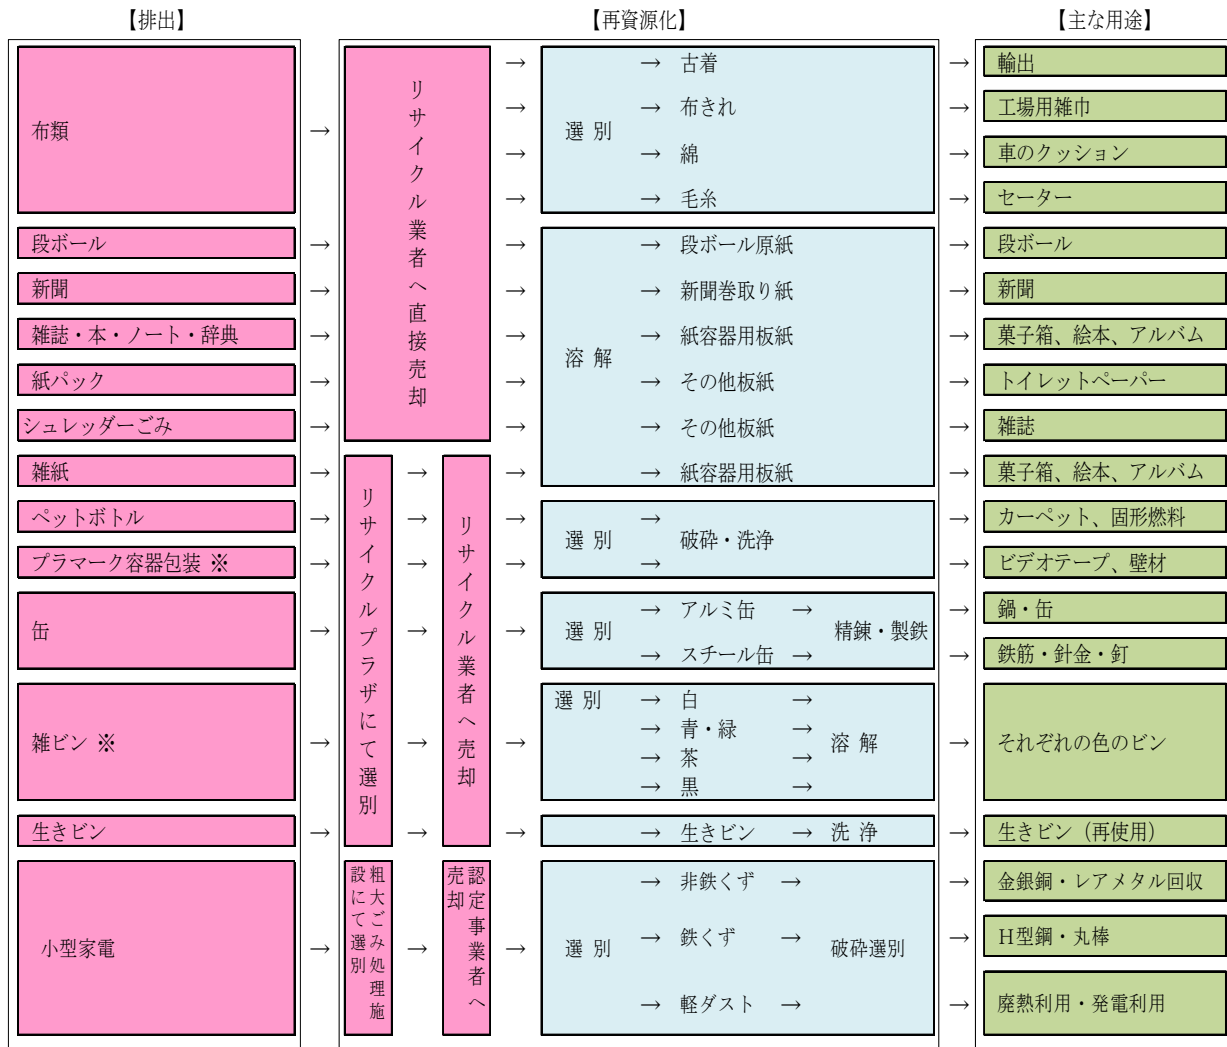 【排出】
【再資源化】
【主な用途】
布類
→
リサイクル業者へ直接売却
→
選別
→ 古着
→
輸出
→
→ 布きれ
→
工場用雑巾
→
→ 綿
→
車のクッション
→
→ 毛糸
→
セーター
段ボール
→
→
溶解
→ 段ボール原紙
→
段ボール
新聞
→
→
→ 新聞巻取り紙
→
新聞
雑誌・本・ノート・辞典
→
→
→ 紙容器用板紙
→
菓子箱、絵本、アルバム
紙パック
→
→
→ その他板紙
→
トイレットペーパー
シュレッダーごみ
→
→
→ その他板紙
→
雑誌
雑紙
→
リサイクルプラザにて選別
→
リサイクル業者へ売却
→
→ 紙容器用板紙
→
菓子箱、絵本、アルバム
ペットボトル
→
→
→
選別
→
破砕・洗浄
→
カーペット、固形燃料
プラマーク容器包装 ※
→
→
→
→
→
ビデオテープ、壁材
缶
→
→
→
選別
→ アルミ缶 →
精錬・製鉄
→
鍋・缶
→ スチール缶 →
→
鉄筋・針金・釘
雑ビン ※
→
→
→
選別
→ 白 →
→ 青・緑 →
→ 茶 →
→ 黒 →
溶解
→
それぞれの色のビン
生きビン
→
→
→
→ 生きビン → 洗浄
→
生きビン（再使用）
小型家電
→
粗大ごみ処理施
設にて選別
→
認定事業者へ
売却
→
選別
→ 非鉄くず →
→
金銀銅・レアメタル回収
→ 鉄くず →
破砕選別
→
Ｈ型鋼・丸棒
→ 軽ダスト →
→
廃熱利用・発電利用